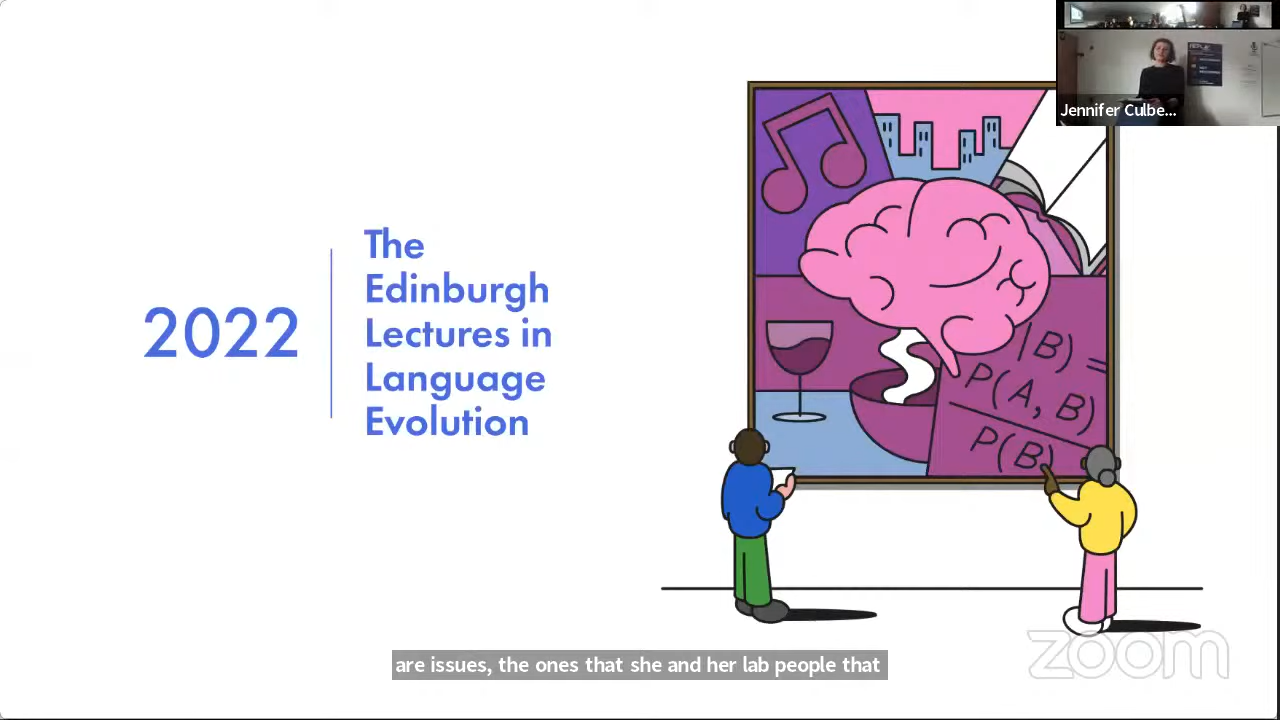 Jennifer Culbe...
2022
The
Edinburgh
Lectures in
Language
Evolution
|B) =
P(A, B)
P(B)
are issues, the ones that she and her lab people that
zoom